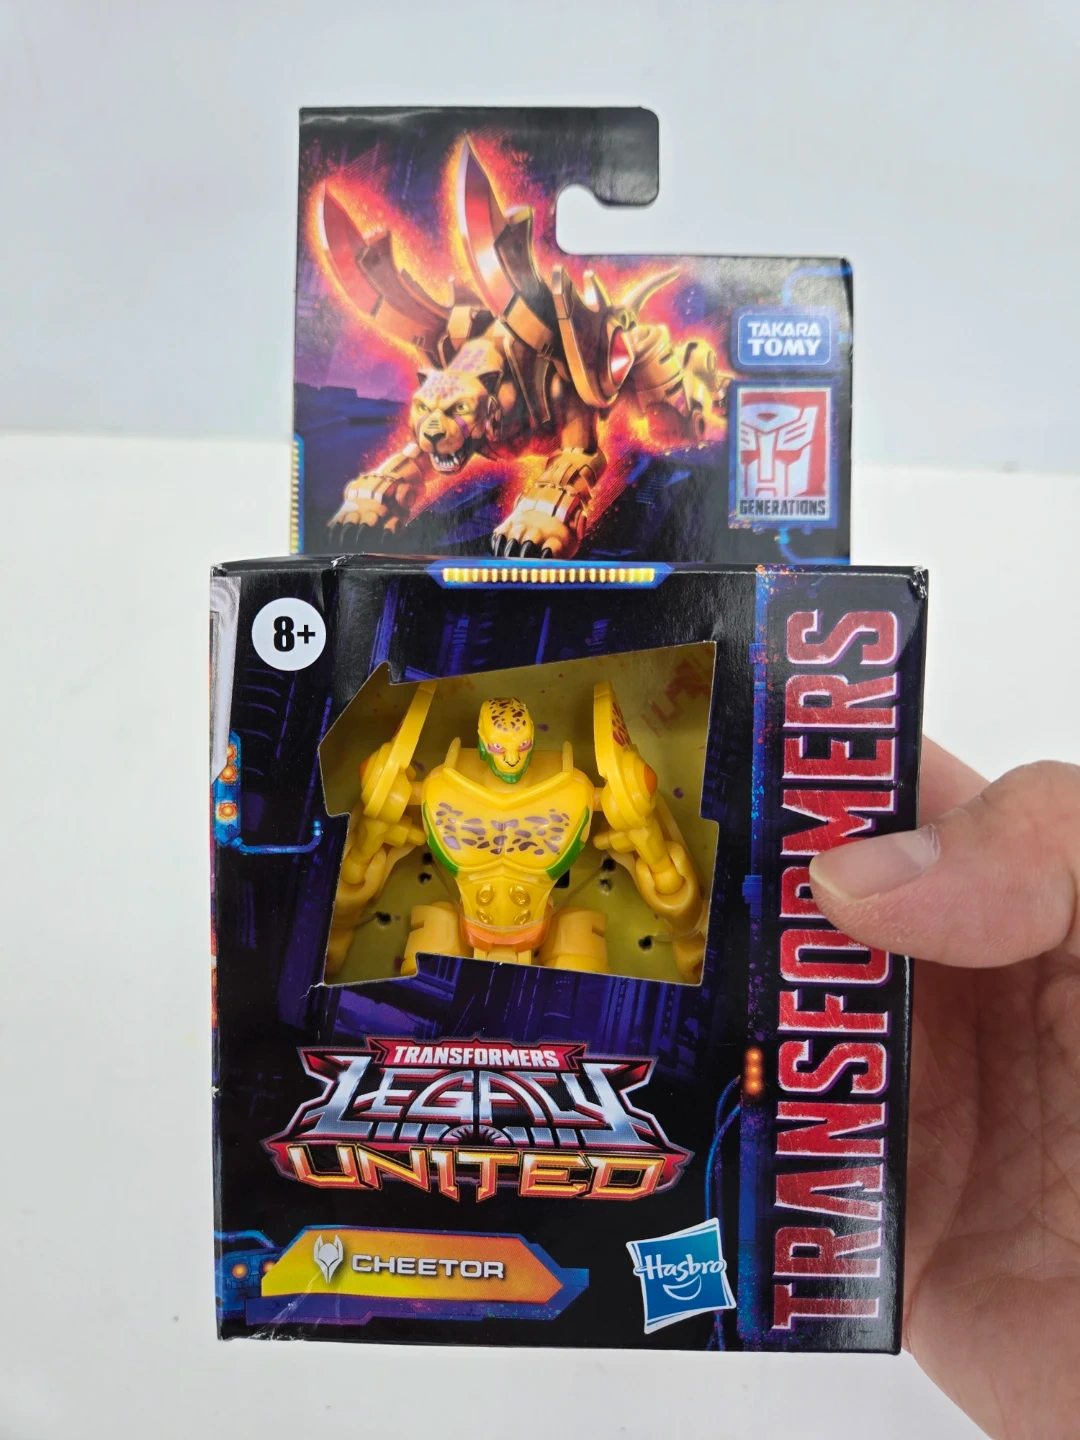 TAKARA
TOMY
GENERATIONS
8+
TRANSFORMERS
TRANSFORMERS
LEGACY
UNITED
CHEETOR
Hasbro